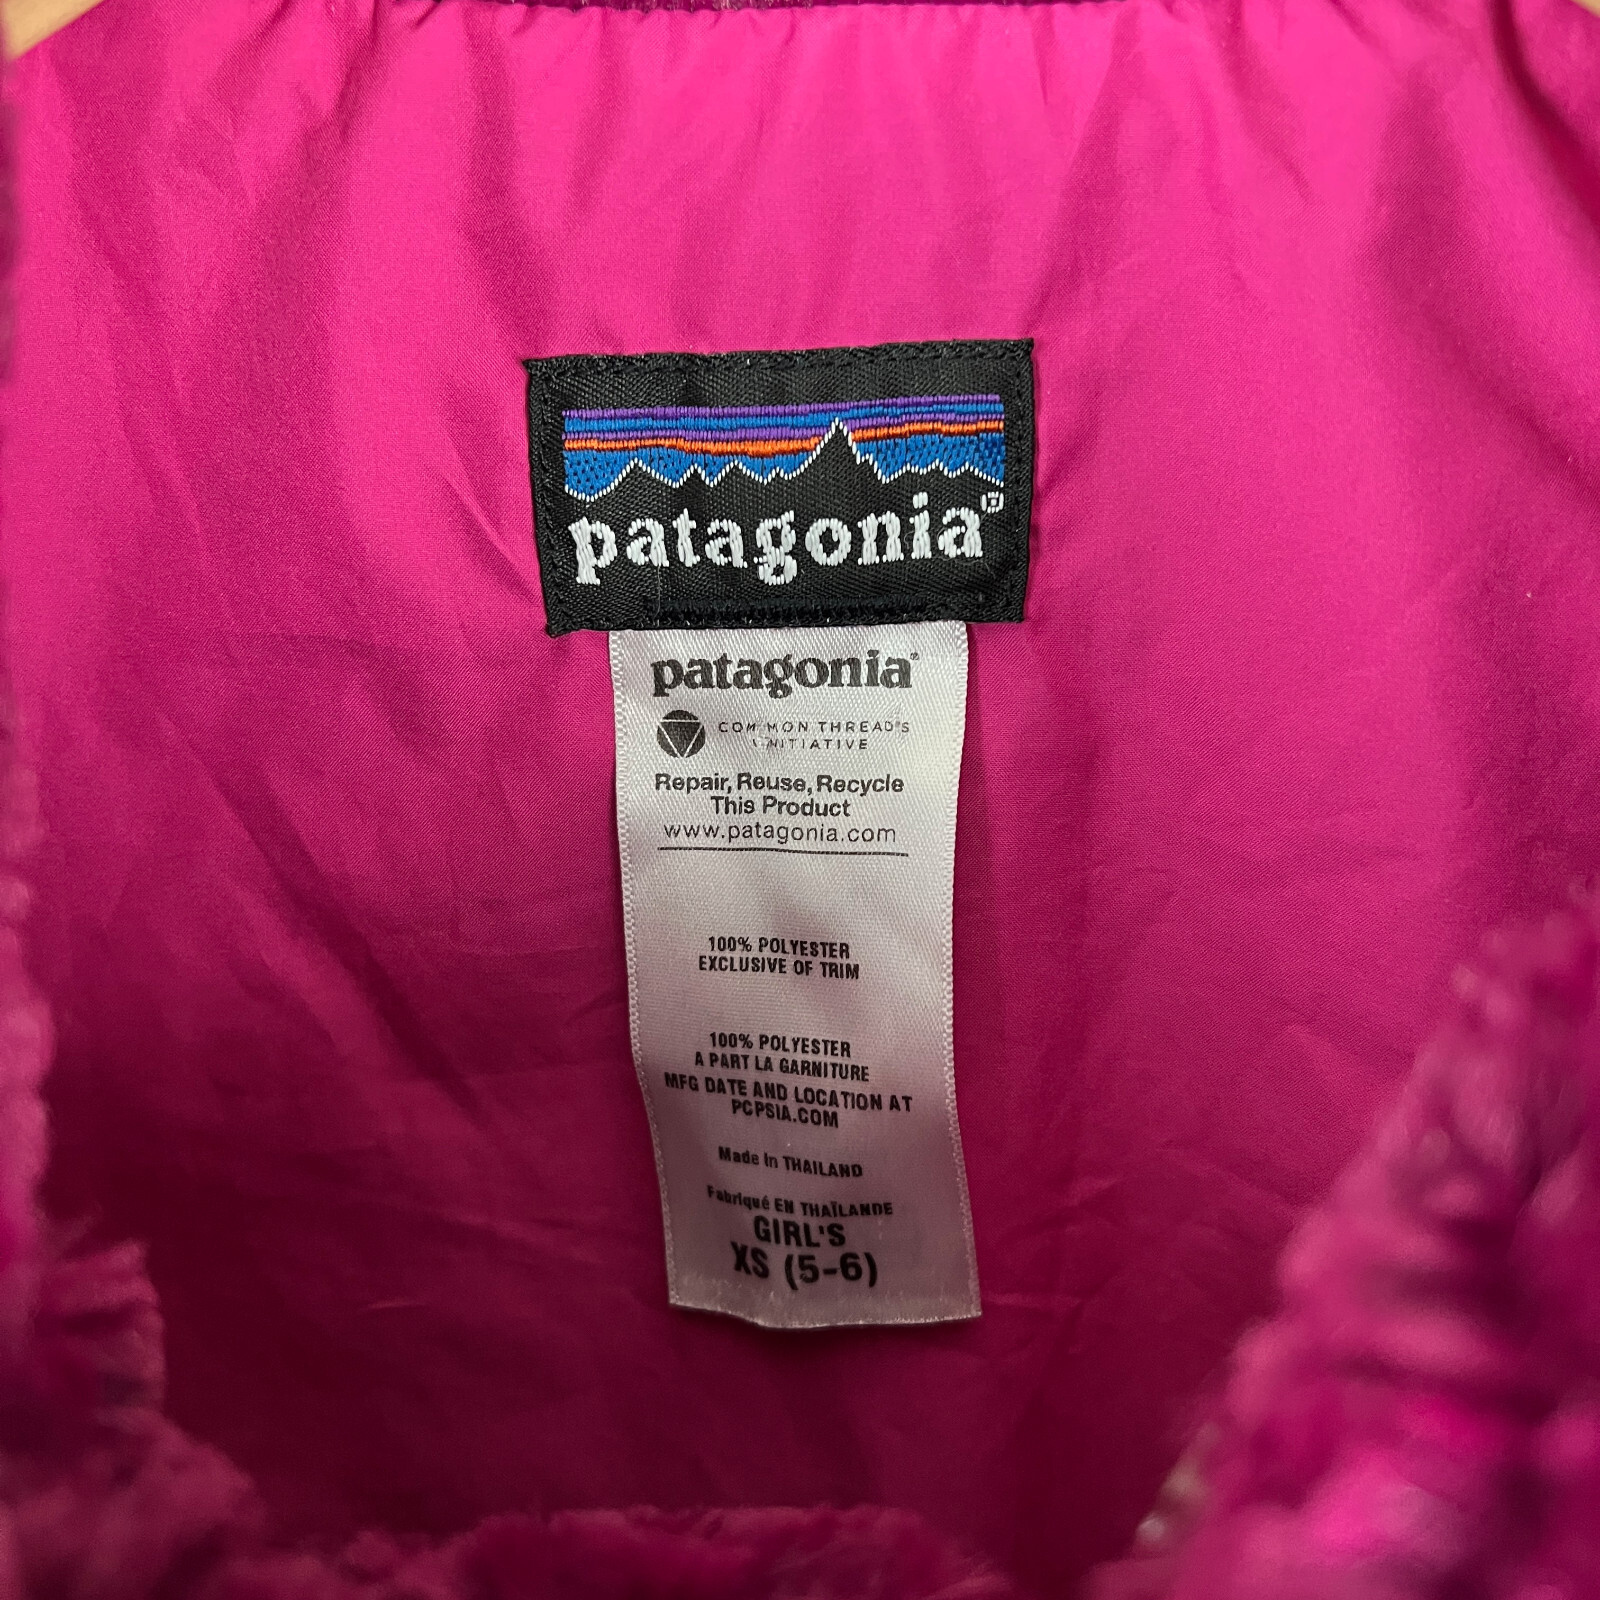 patagonia®
patagonia®
COMMON THREADS
INITIATIVE
Repair, Reuse, Recycle
This Product
www.patagonia.com
100% POLYESTER
EXCLUSIVE OF TRIM
100% POLYESTER
A PART LA GARNITURE
MFG DATE AND LOCATION AT
PCPSIA.COM
Made in THAILAND
Fabriqué EN THAÏLANDE
GIRL'S
XS (5-6)